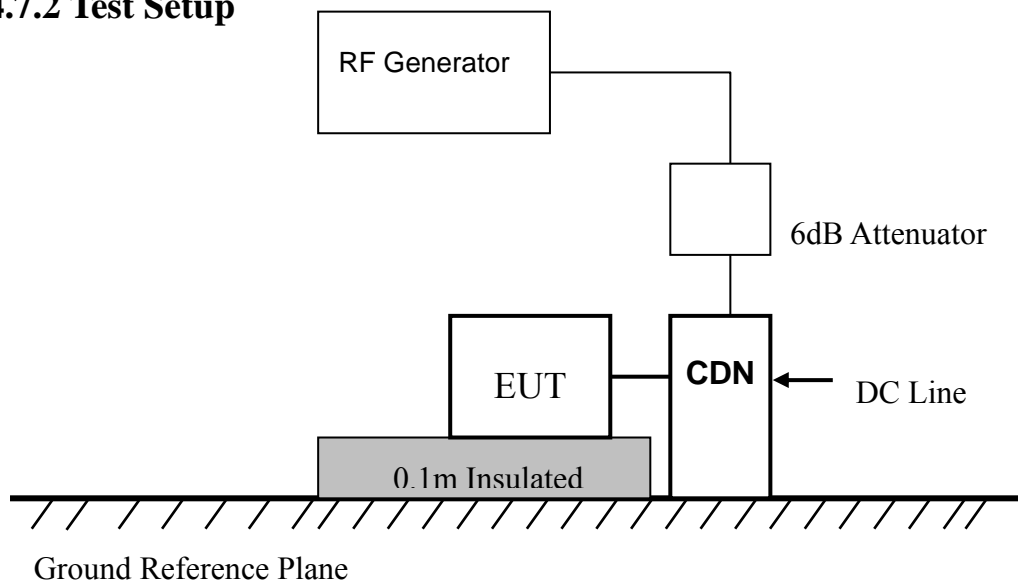 4.7.2 Test Setup
RF Generator
6dB Attenuator
CDN
EUT
DC Line
0.1m Insulated
Ground Reference Plane